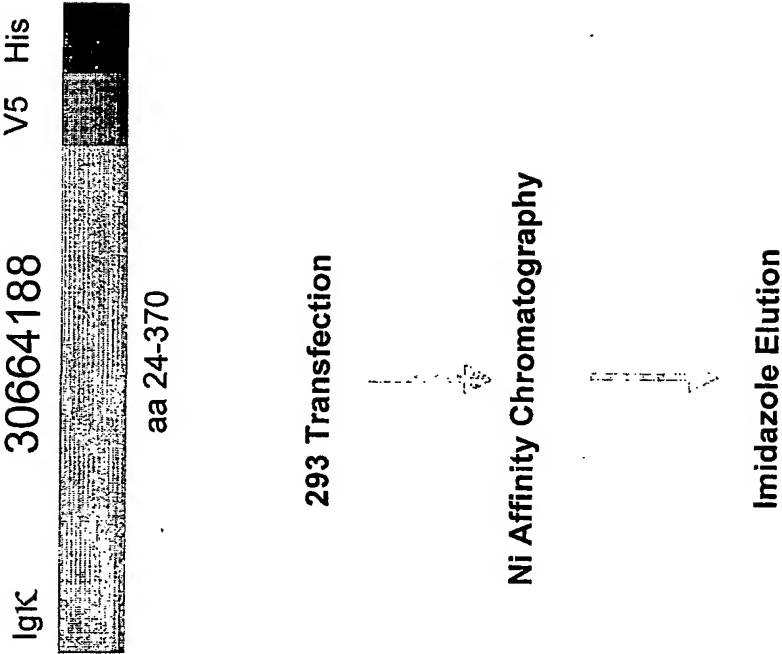 IgK 30664188 V5 His
aa 24-370
293 Transfection
Ni Affinity Chromatography
Imidazole Elution